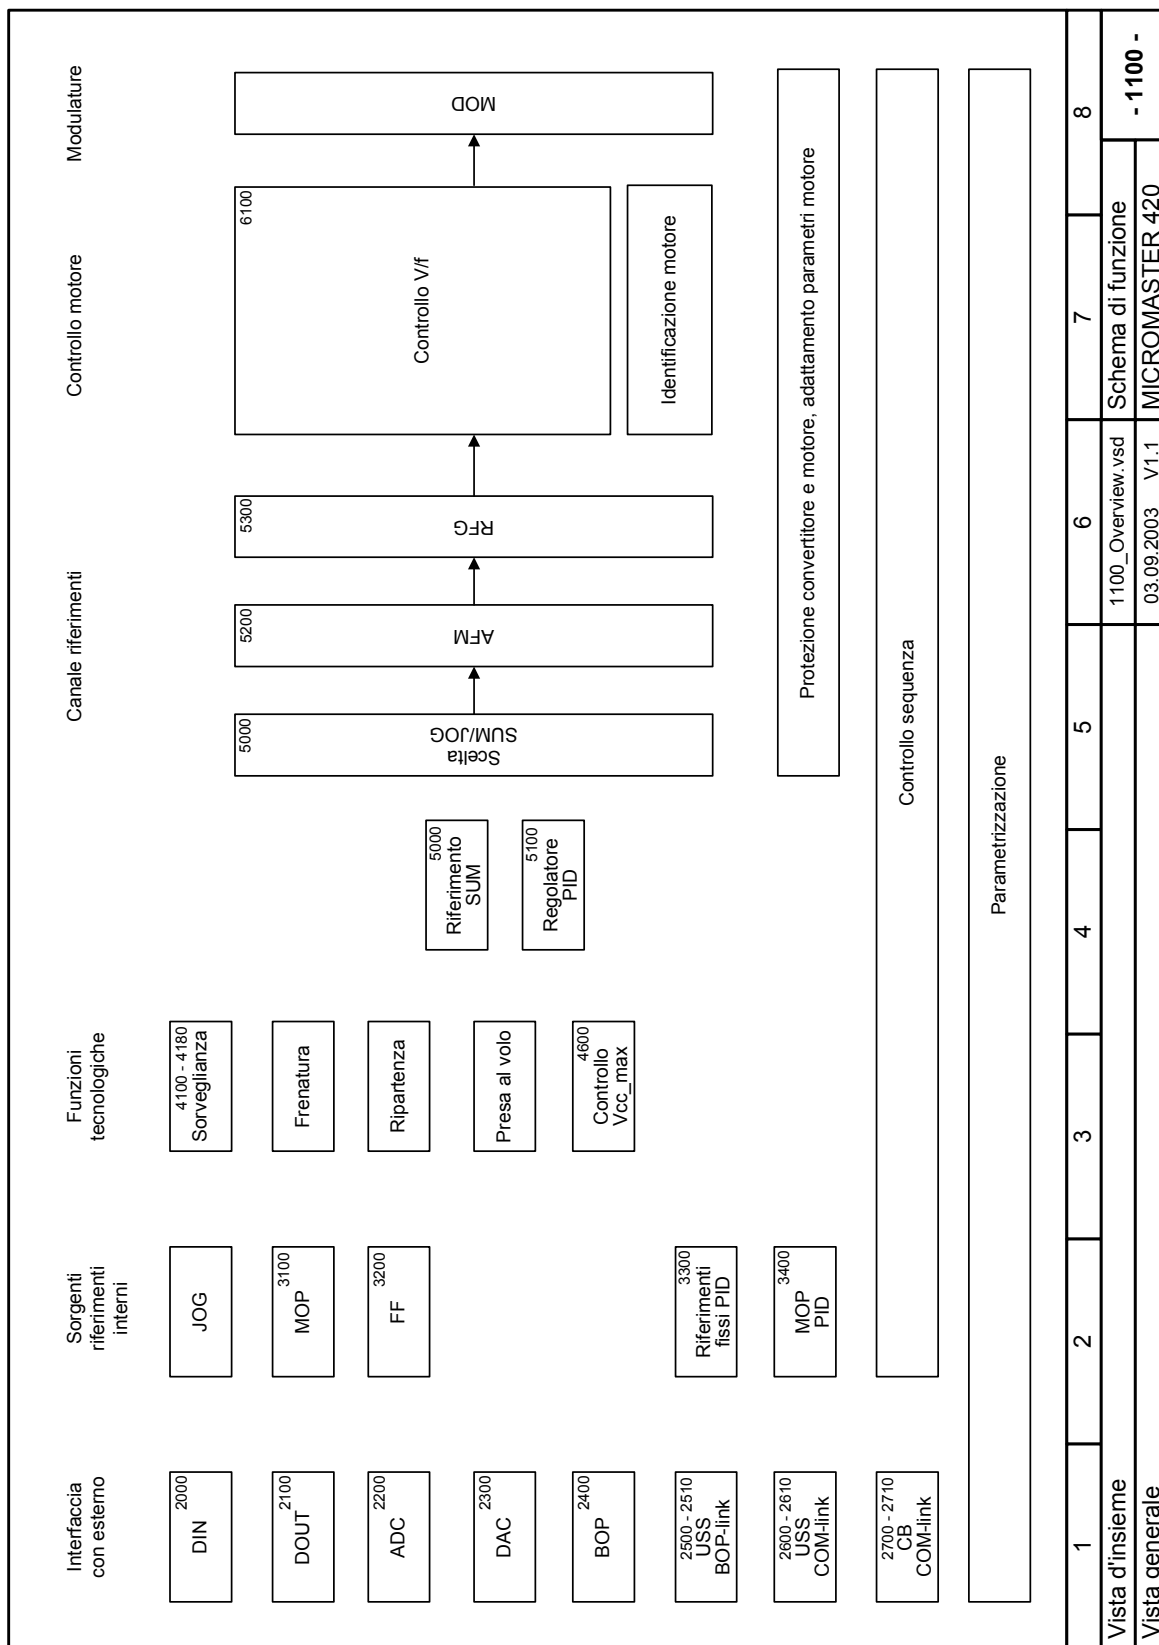 Interfaccia
con esterno
Sorgenti
riferimenti
interni
Funzioni
tecnologiche
Canale riferimenti
Controllo motore
Modulature
2000
DIN
2100
DOUT
2200
ADC
2300
DAC
2400
BOP
2500 - 2510
USS
BOP-link
2600 - 2610
USS
COM-link
2700 - 2710
CB
COM-link
JOG
3100
MOP
3200
FF
3300
Riferimenti
fissi PID
3400
MOP
PID
4100 - 4180
Sorveglianza
Frenatura
Ripartenza
Presa al volo
4600
Controllo
Vcc_max
5000
Riferimento
SUM
5100
Regolatore
PID
5000
Scelta
SUM/JOG
5200
AFM
5300
RFG
6100
Controllo V/f
Identificazione motore
MOD
Protezione convertitore e motore, adattamento parametri motore
Controllo sequenza
Parametrizzazione
1 2 3 4 5 6 7 8
Vista d'insieme
1100_Overview.vsd
Schema di funzione
- 1100 -
Vista generale
03.09.2003 V1.1
MICROMASTER 420